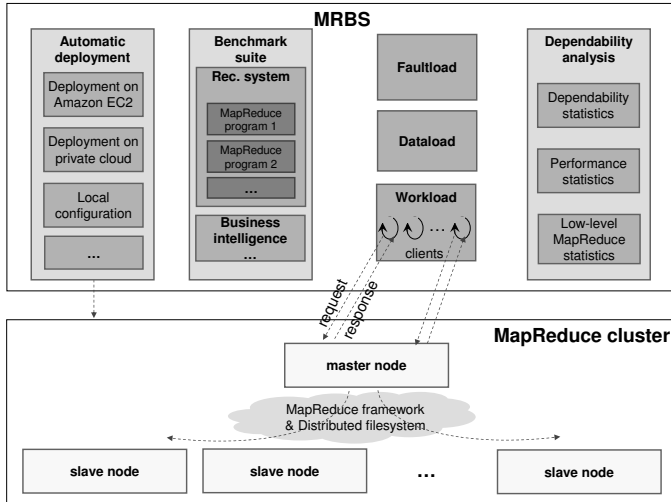 MRBS
Automatic
deployment
Deployment on
Amazon EC2
Deployment on
private cloud
Local
configuration
...
Benchmark
suite
Rec. system
MapReduce
program 1
MapReduce
program 2
...
Business
intelligence
...
Faultload
Dataload
Workload
...
clients
Dependability
analysis
Dependability
statistics
Performance
statistics
Low-level
MapReduce
statistics
request
response
MapReduce cluster
master node
MapReduce framework
& Distributed filesystem
slave node
slave node
...
slave node